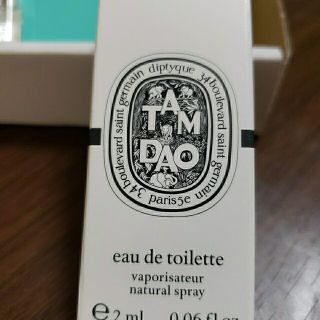 34 boulevard saint germain diptyque 34 boulevard saint germain paris5e
TAM
DAO
eau de toilette
vaporisateur
natural spray
e 2 ml 0.06 fl oz